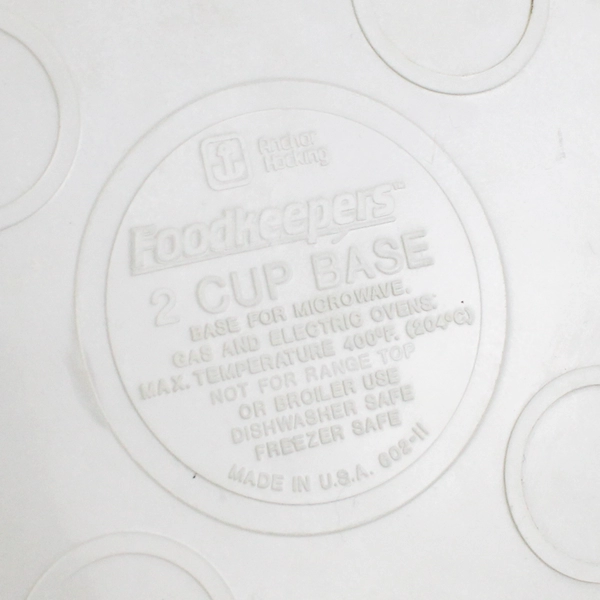 Anchor
Hocking
Foodkeepers™
2 CUP BASE
BASE FOR MICROWAVE.
GAS AND ELECTRIC OVENS:
MAX. TEMPERATURE 400°F. (204°C)
NOT FOR RANGE TOP
OR BROILER USE
DISHWASHER SAFE
FREEZER SAFE
MADE IN U.S.A. 602-11